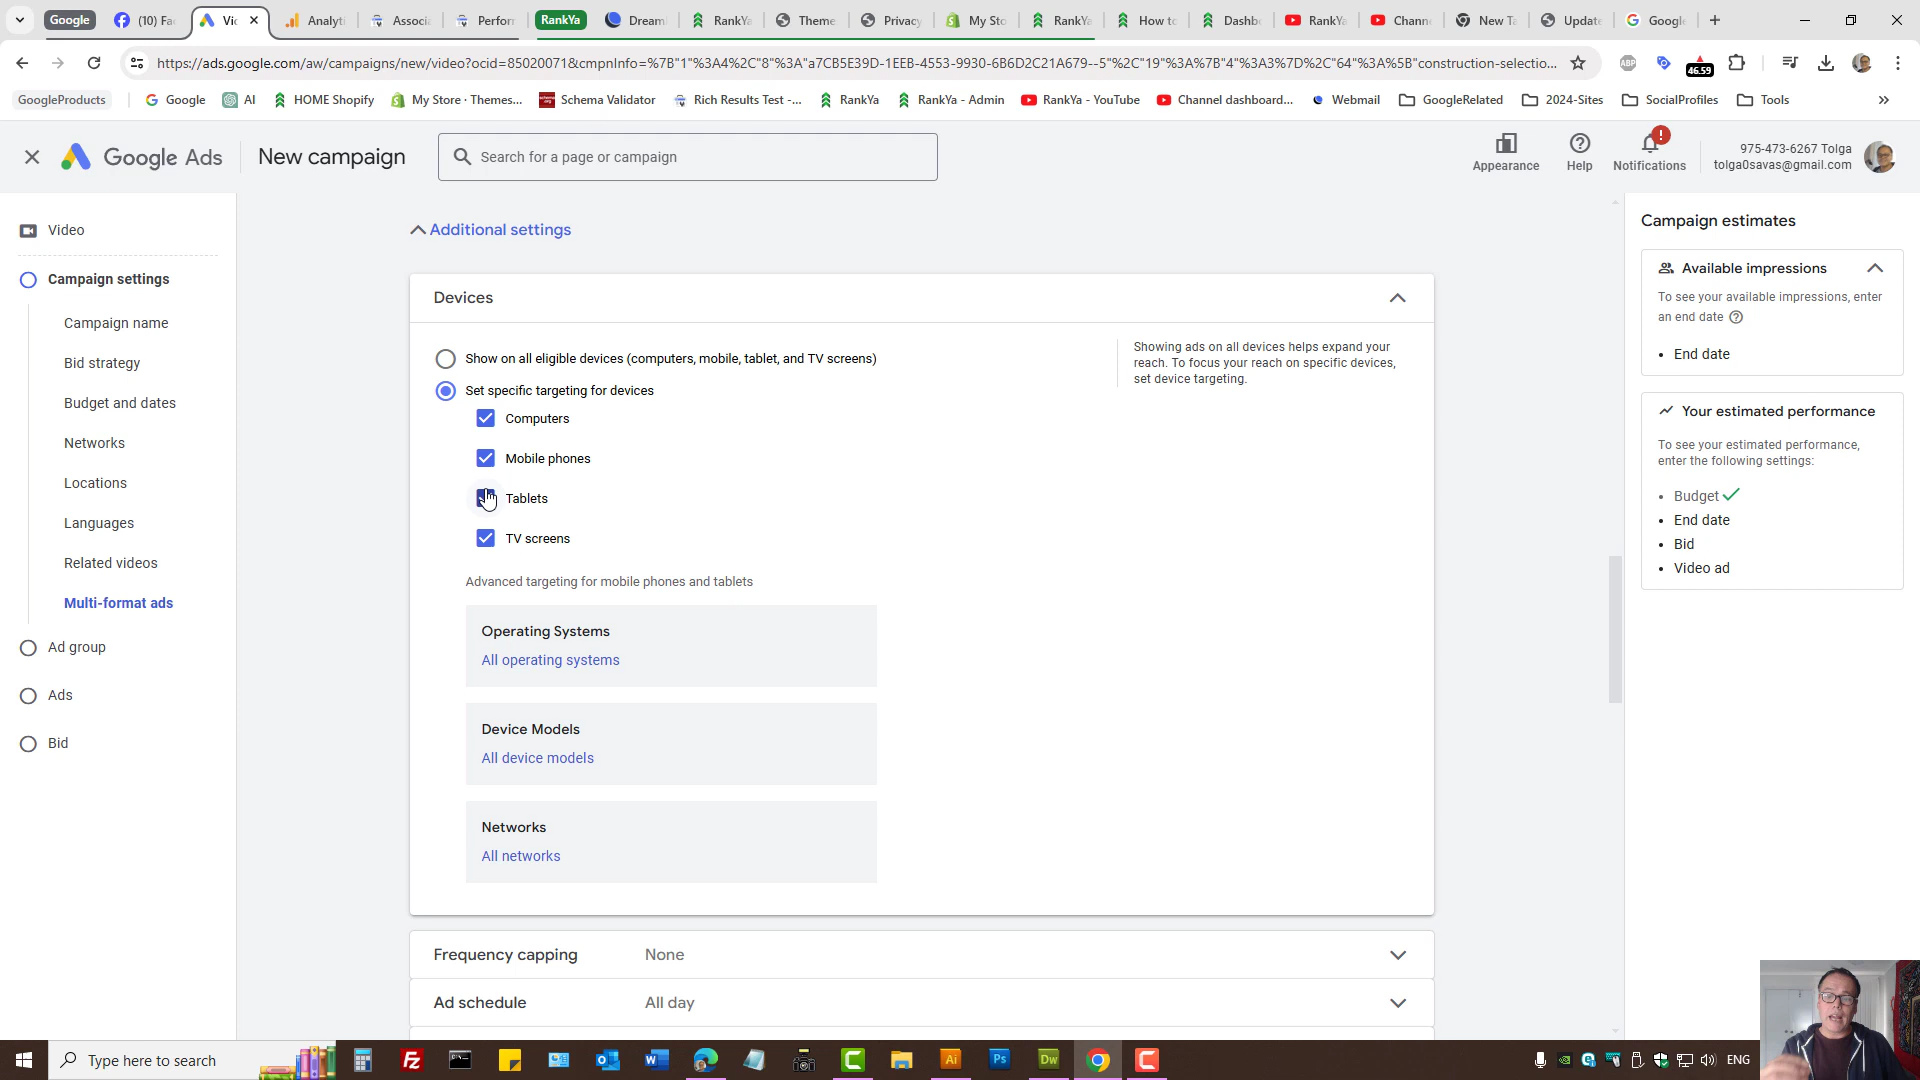 Google
(10) Fa
Vi
Analyti
Associa
Perfor
RankYa
Dream
RankYa
Theme
Privacy
My Sto
RankYa
How to
Dashb
RankYa
Chann
New Ta
Update
Google
https://ads.google.com/aw/campaigns/new/video?ocid=85020071&cmpnInfo=%7B"1"%3A4%2C"8"%3A"a7CB5E39D-1EEB-4553-9930-6B6D2C21A679--5"%2C"19"%3A%7B"4"%3A3%7D%2C"64"%3A%5B"construction-selectio...
ABP
46.59
GoogleProducts
Google
AI
HOME Shopify
My Store · Themes...
Schema Validator
Rich Results Test -...
RankYa
RankYa - Admin
RankYa - YouTube
Channel dashboard...
Webmail
GoogleRelated
2024-Sites
SocialProfiles
Tools
Google Ads
New campaign
Search for a page or campaign
Appearance
Help
!
Notifications
975-473-6267 Tolga
tolga0savas@gmail.com
Video
Campaign settings
Campaign name
Bid strategy
Budget and dates
Networks
Locations
Languages
Related videos
Multi-format ads
Ad group
Ads
Bid
Additional settings
Devices
Show on all eligible devices (computers, mobile, tablet, and TV screens)
Set specific targeting for devices
Computers
Mobile phones
Tablets
TV screens
Showing ads on all devices helps expand your
reach. To focus your reach on specific devices,
set device targeting.
Advanced targeting for mobile phones and tablets
Operating Systems
All operating systems
Device Models
All device models
Networks
All networks
Frequency capping None
Ad schedule All day
Campaign estimates
Available impressions
To see your available impressions, enter
an end date
• End date
Your estimated performance
To see your estimated performance,
enter the following settings:
• Budget
• End date
• Bid
• Video ad
Type here to search
Fz
Ai
Ps
Dw
ENG